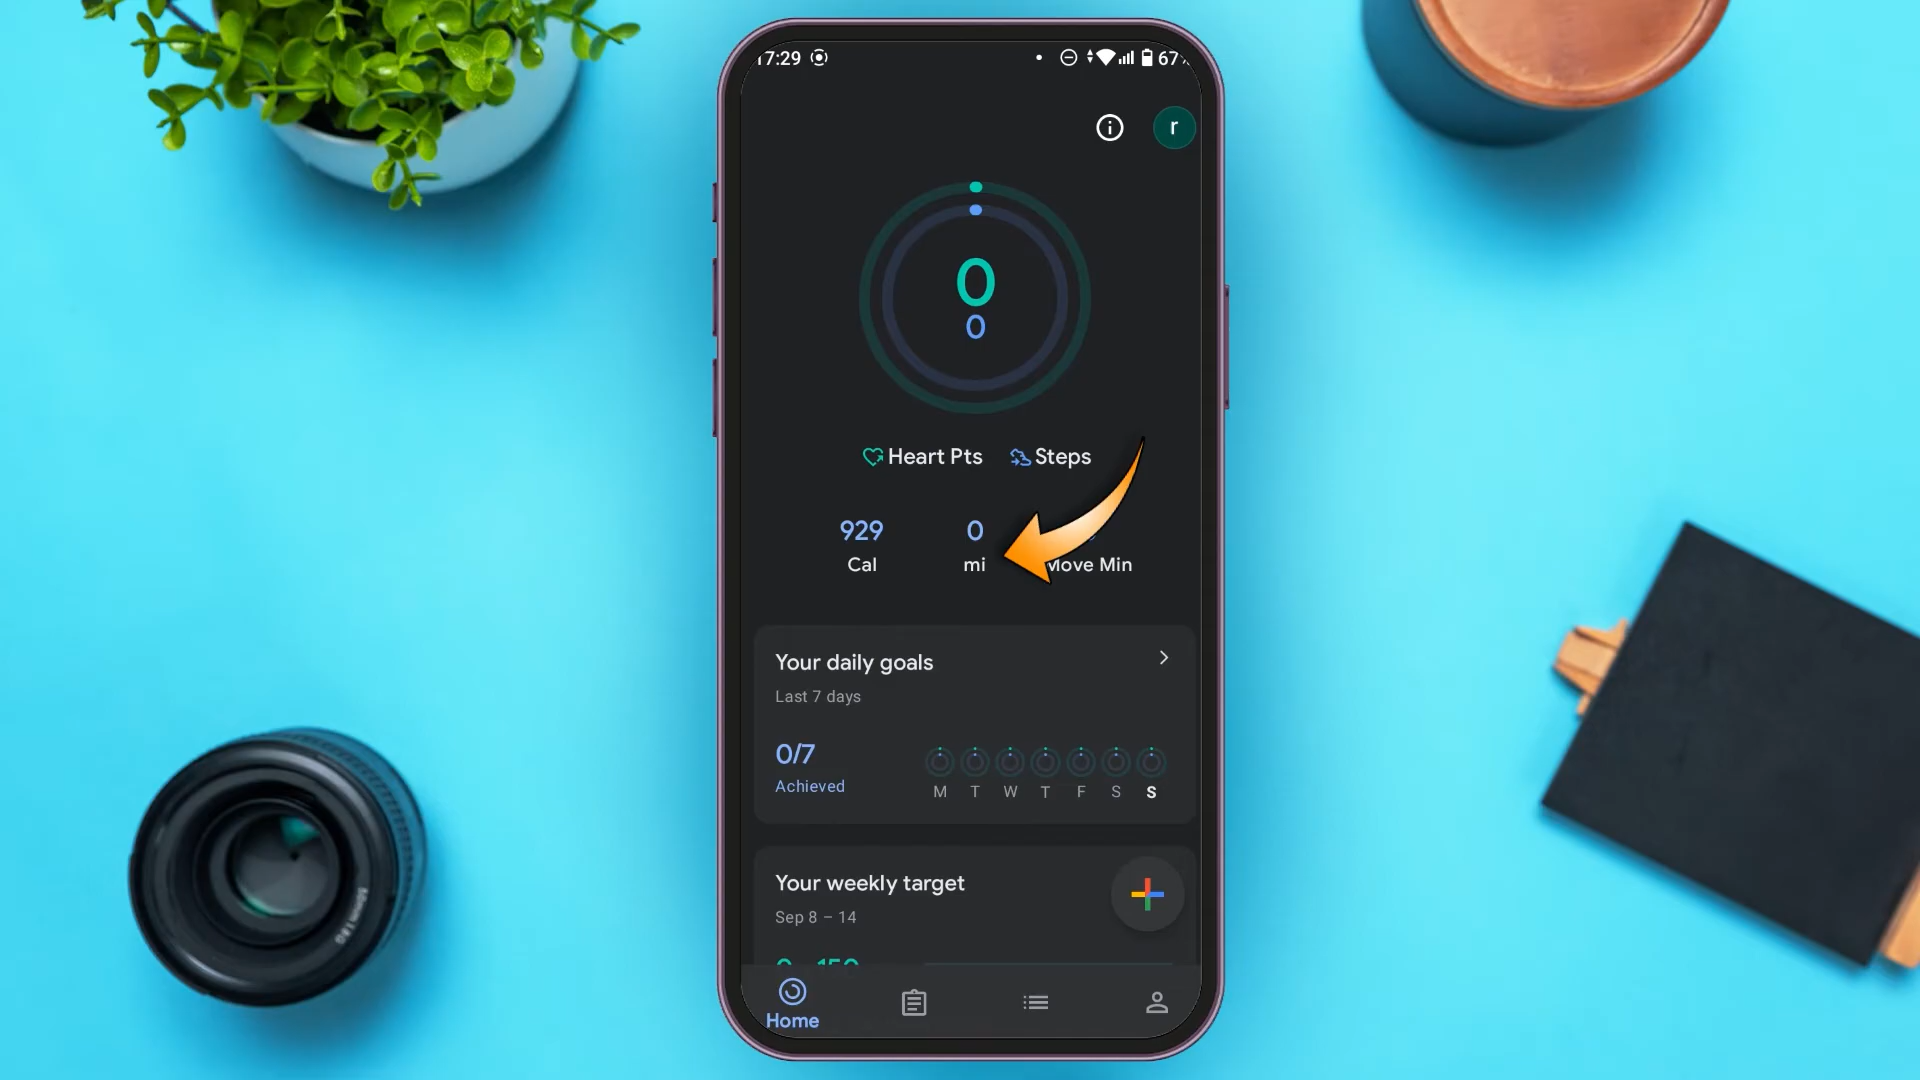 17:29 67
r
0
0
Heart Pts Steps
929 0
Cal mi Move Min
Your daily goals
Last 7 days
0/7
Achieved
M T W T F S S
Your weekly target
Sep 8 – 14
Home